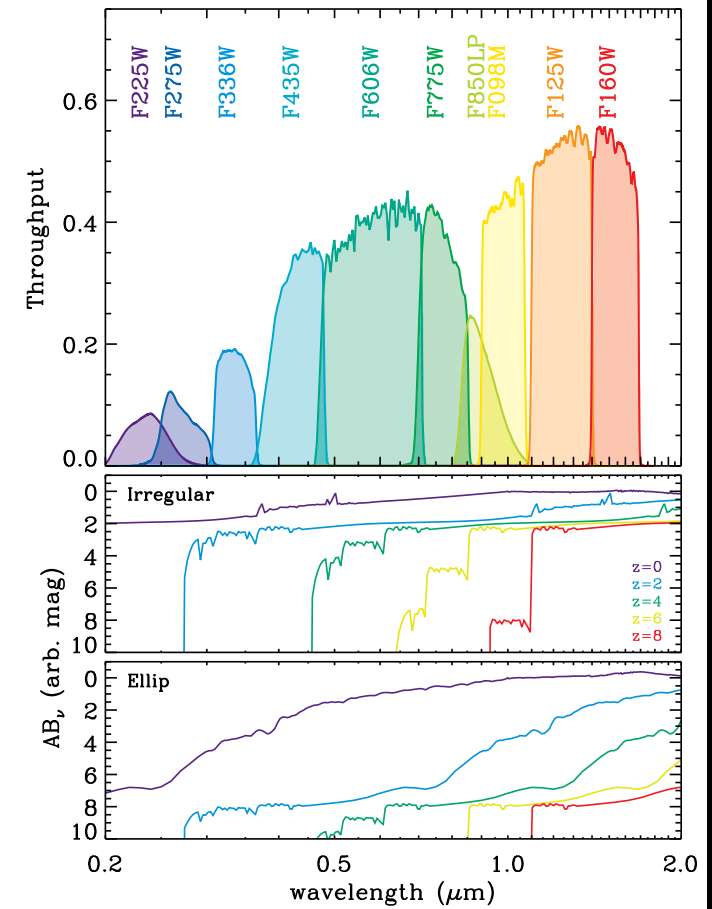 F225W
F275W
F336W
F435W
F606W
F775W
F850LP
F098M
F125W
F160W
0.6
0.4
0.2
0.0
Throughput
Irregular
0
2
4
6
8
10
z=0
z=2
z=4
z=6
z=8
ABν (arb. mag)
Ellip
0
2
4
6
8
10
0.2
0.5
1.0
2.0
wavelength (μm)